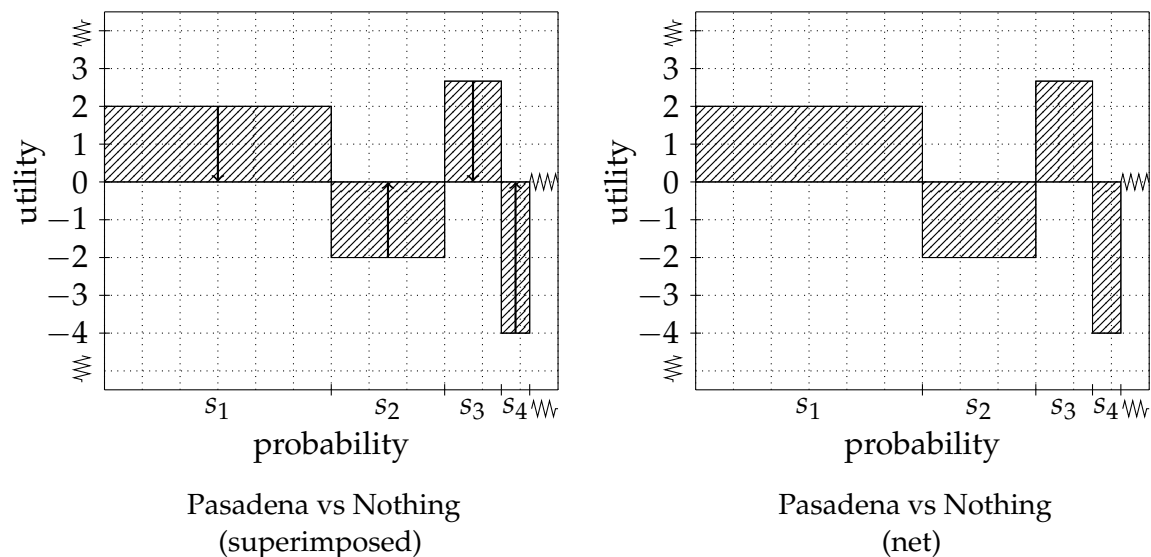 3
2
1
0
−1
−2
−3
−4
utility
s1 s2 s3 s4
probability
Pasadena vs Nothing
(superimposed)
3
2
1
0
−1
−2
−3
−4
utility
s1 s2 s3 s4
probability
Pasadena vs Nothing
(net)